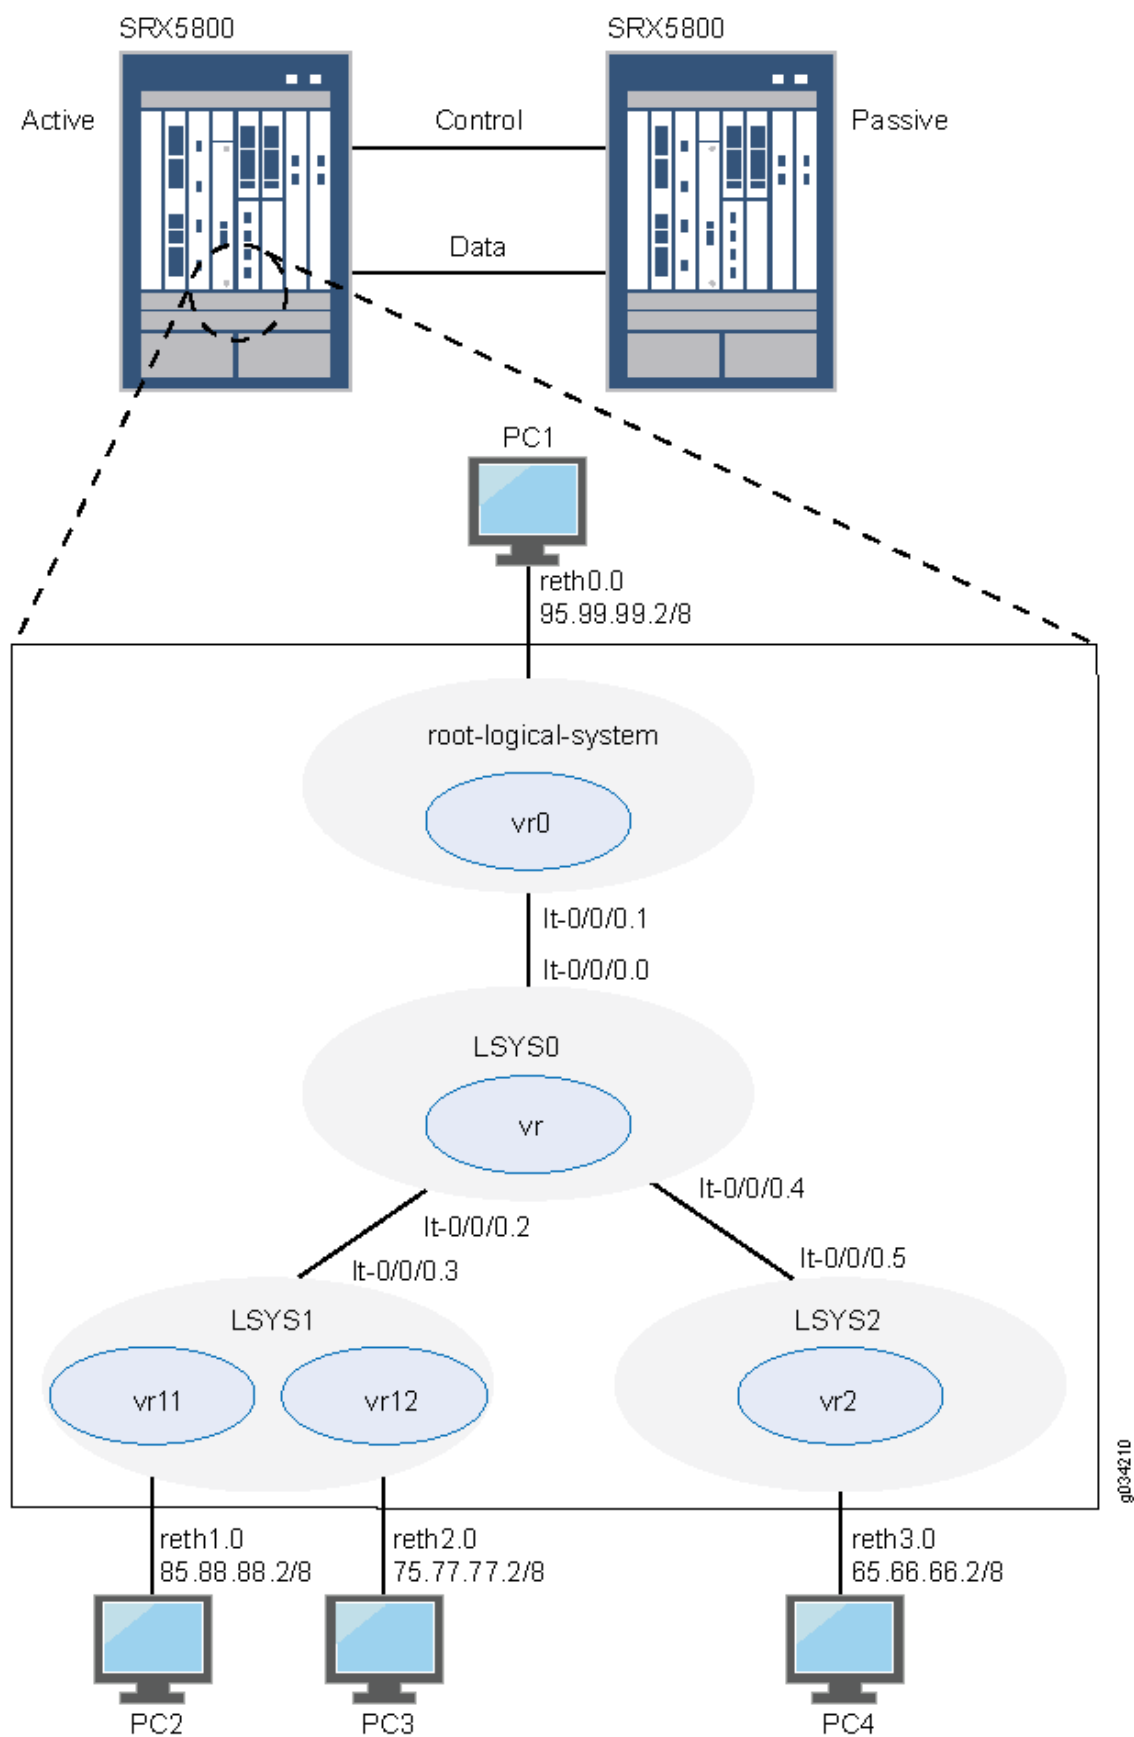 SRX5800
SRX5800
Active
Control
Passive
Data
PC1
reth0.0
95.99.99.2/8
root-logical-system
vr0
lt-0/0/0.1
lt-0/0/0.0
LSYS0
vr
lt-0/0/0.4
lt-0/0/0.2
lt-0/0/0.5
lt-0/0/0.3
LSYS1
LSYS2
vr11
vr12
vr2
g034210
reth1.0
85.88.88.2/8
reth2.0
75.77.77.2/8
reth3.0
65.66.66.2/8
PC2
PC3
PC4